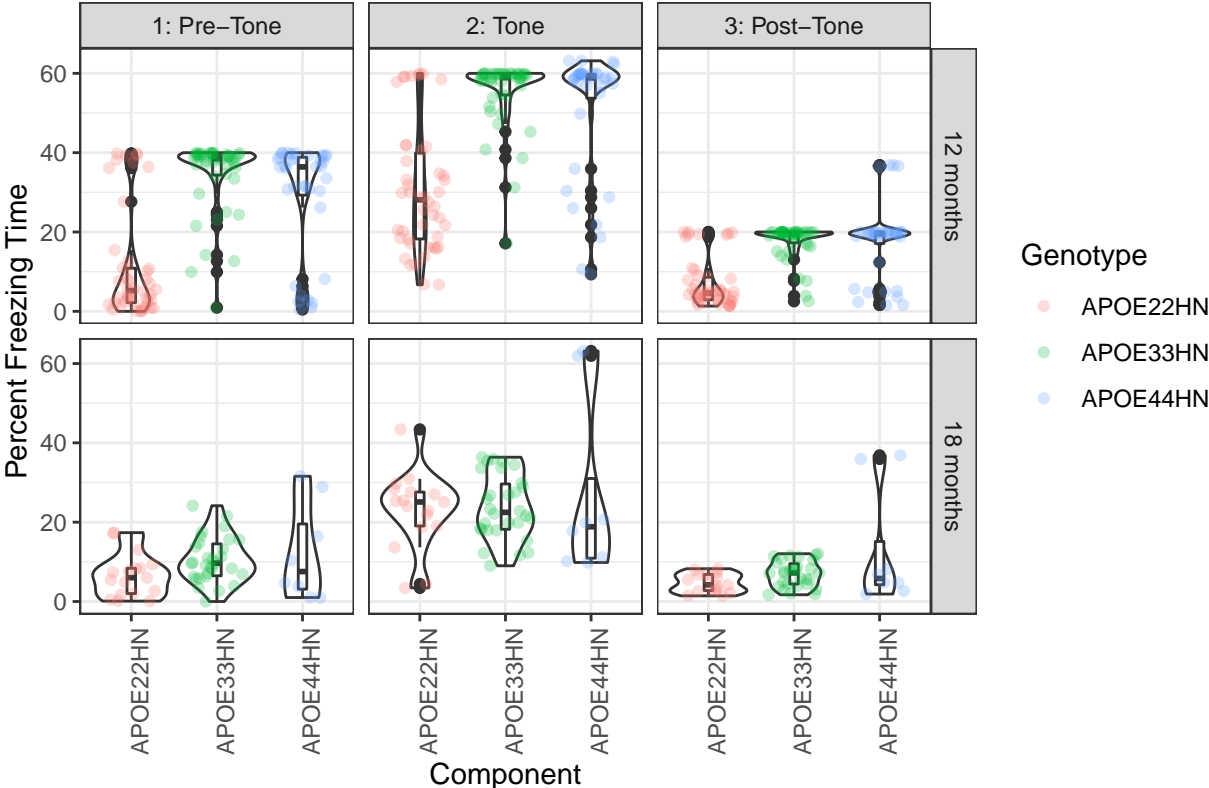 1: Pre−Tone
2: Tone
3: Post−Tone
12 months
18 months
60
40
20
0
60
40
20
0
Percent Freezing Time
APOE22HN
APOE33HN
APOE44HN
APOE22HN
APOE33HN
APOE44HN
APOE22HN
APOE33HN
APOE44HN
Component
Genotype
APOE22HN
APOE33HN
APOE44HN